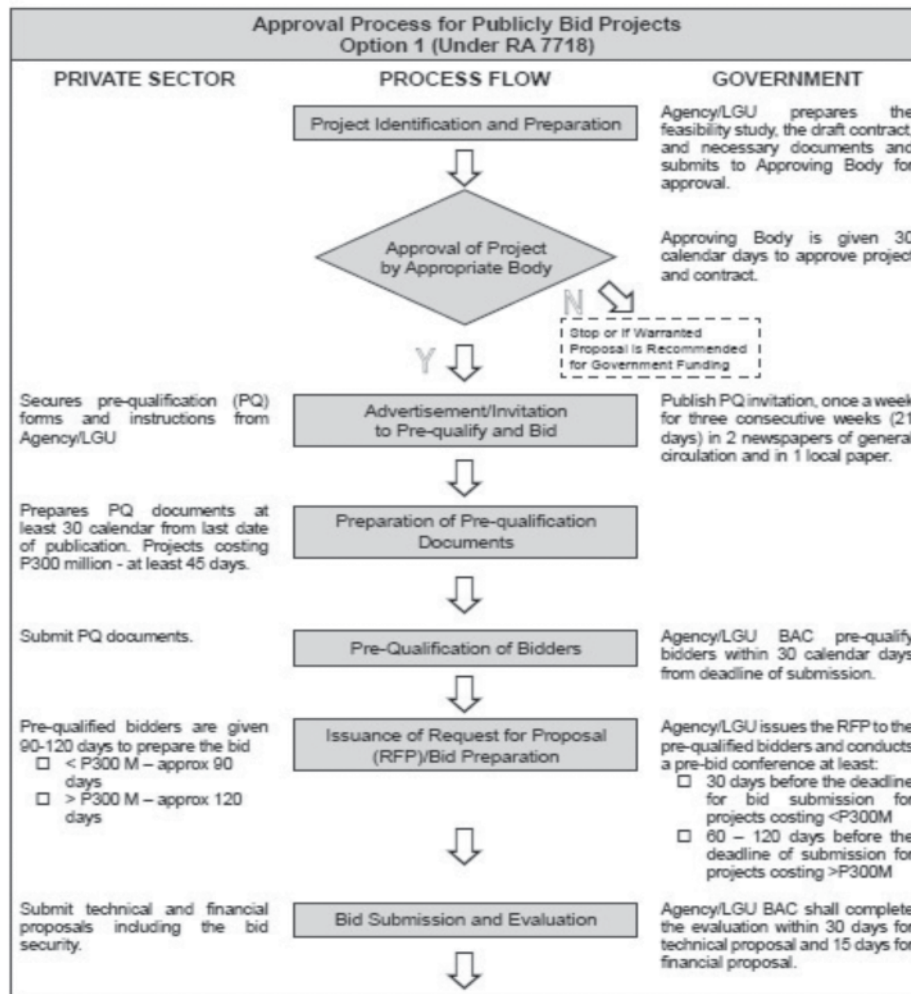 Approval Process for Publicly Bid Projects
Option 1 (Under RA 7718)
PRIVATE SECTOR
PROCESS FLOW
GOVERNMENT
Project Identification and Preparation
Agency/LGU prepares the
feasibility study, the draft contract,
and necessary documents and
submits to Approving Body for
approval.
Approval of Project
by Appropriate Body
Approving Body is given 30
calendar days to approve project
and contract.
N
Stop or If Warranted
Proposal is Recommended
for Government Funding
Y
Secures pre-qualification (PQ)
forms and instructions from
Agency/LGU
Advertisement/Invitation
to Pre-qualify and Bid
Publish PQ invitation, once a week
for three consecutive weeks (21
days) in 2 newspapers of general
circulation and in 1 local paper.
Prepares PQ documents at
least 30 calendar from last date
of publication. Projects costing
P300 million - at least 45 days.
Preparation of Pre-qualification
Documents
Submit PQ documents.
Pre-Qualification of Bidders
Agency/LGU BAC pre-qualify
bidders within 30 calendar days
from deadline of submission.
Pre-qualified bidders are given
90-120 days to prepare the bid
☐ < P300 M – approx 90
days
☐ > P300 M – approx 120
days
Issuance of Request for Proposal
(RFP)/Bid Preparation
Agency/LGU issues the RFP to the
pre-qualified bidders and conducts
a pre-bid conference at least:
☐ 30 days before the deadline
for bid submission for
projects costing <P300M
☐ 60 – 120 days before the
deadline of submission for
projects costing >P300M
Submit technical and financial
proposals including the bid
security.
Bid Submission and Evaluation
Agency/LGU BAC shall complete
the evaluation within 30 days for
technical proposal and 15 days for
financial proposal.